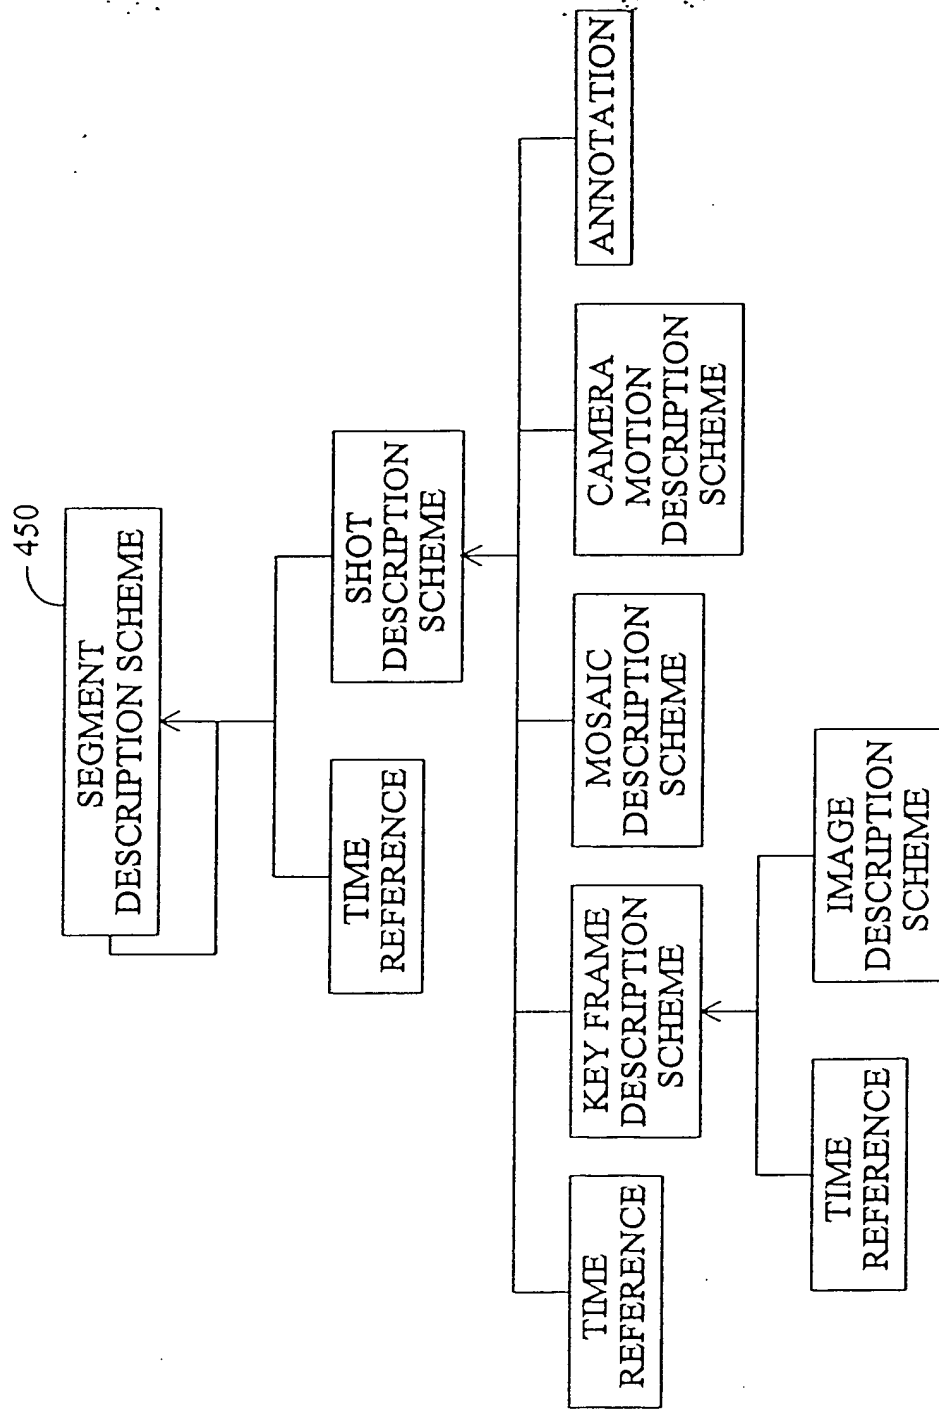 450
SEGMENT
DESCRIPTION SCHEME
TIME
REFERENCE
SHOT
DESCRIPTION
SCHEME
TIME
REFERENCE
KEY FRAME
DESCRIPTION
SCHEME
MOSAIC
DESCRIPTION
SCHEME
CAMERA
MOTION
DESCRIPTION
SCHEME
ANNOTATION
TIME
REFERENCE
IMAGE
DESCRIPTION
SCHEME